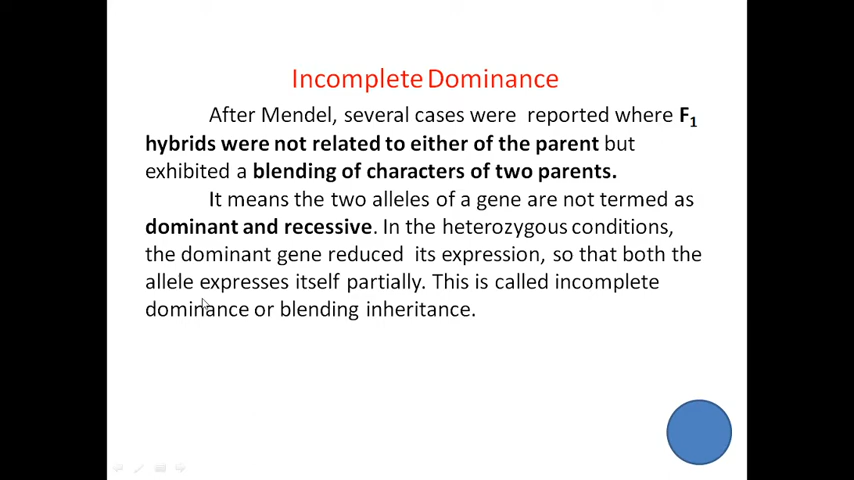 Incomplete Dominance
After Mendel, several cases were reported where F₁
hybrids were not related to either of the parent but
exhibited a blending of characters of two parents.
It means the two alleles of a gene are not termed as
dominant and recessive. In the heterozygous conditions,
the dominant gene reduced its expression, so that both the
allele expresses itself partially. This is called incomplete
dominance or blending inheritance.